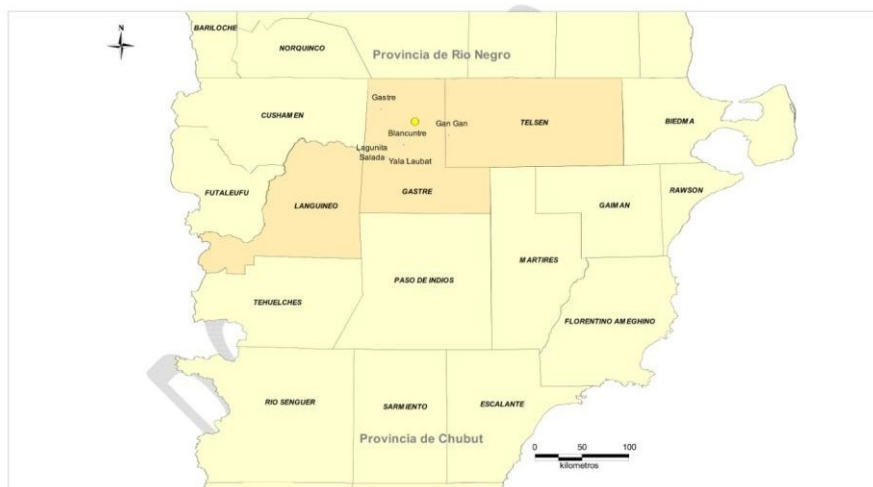 N
BARILOCHE
NORQUINCO
Provincia de Rio Negro
CUSHAMEN
Gastre
Blancuntre
Gan Gan
TELSEN
BIEDMA
Lagunita
Salada
Yala Laubat
FUTALEUFU
LANGUINEO
GASTRE
GAIMAN
RAWSON
MARTIRES
PASO DE INDIOS
TEHUELCHES
FLORENTINO AMEGHINO
RIO SENGUER
SARMIENTO
ESCALANTE
Provincia de Chubut
0 50 100
kilometros